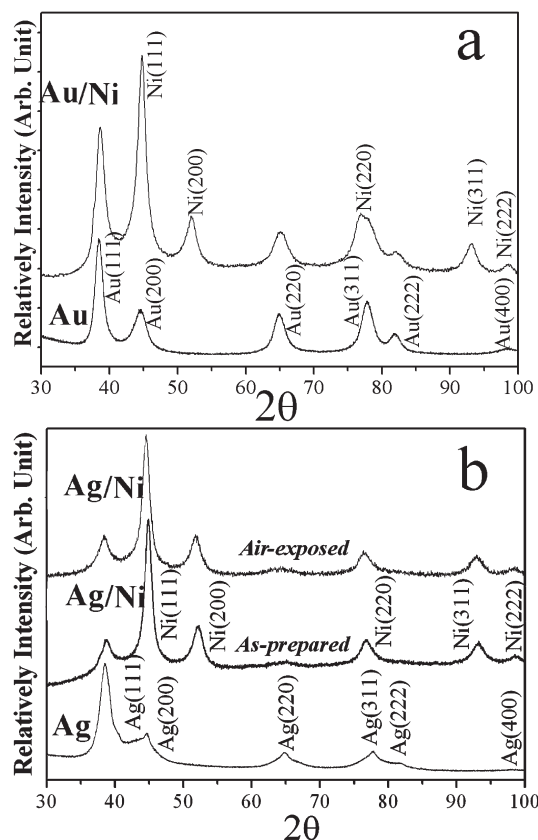 a
Relatively Intensity (Arb. Unit)
Au/Ni
Ni(111)
Ni(200)
Ni(220)
Ni(311)
Ni(222)
Au
Au(111)
Au(200)
Au(220)
Au(311)
Au(222)
Au(400)
30 40 50 60 70 80 90 100
2θ
b
Relatively Intensity (Arb. Unit)
Ag/Ni
Air-exposed
Ag/Ni
Ni(111)
Ni(200)
As-prepared
Ni(220)
Ni(311)
Ni(222)
Ag
Ag(111)
Ag(200)
Ag(220)
Ag(311)
Ag(222)
Ag(400)
30 40 50 60 70 80 90 100
2θ